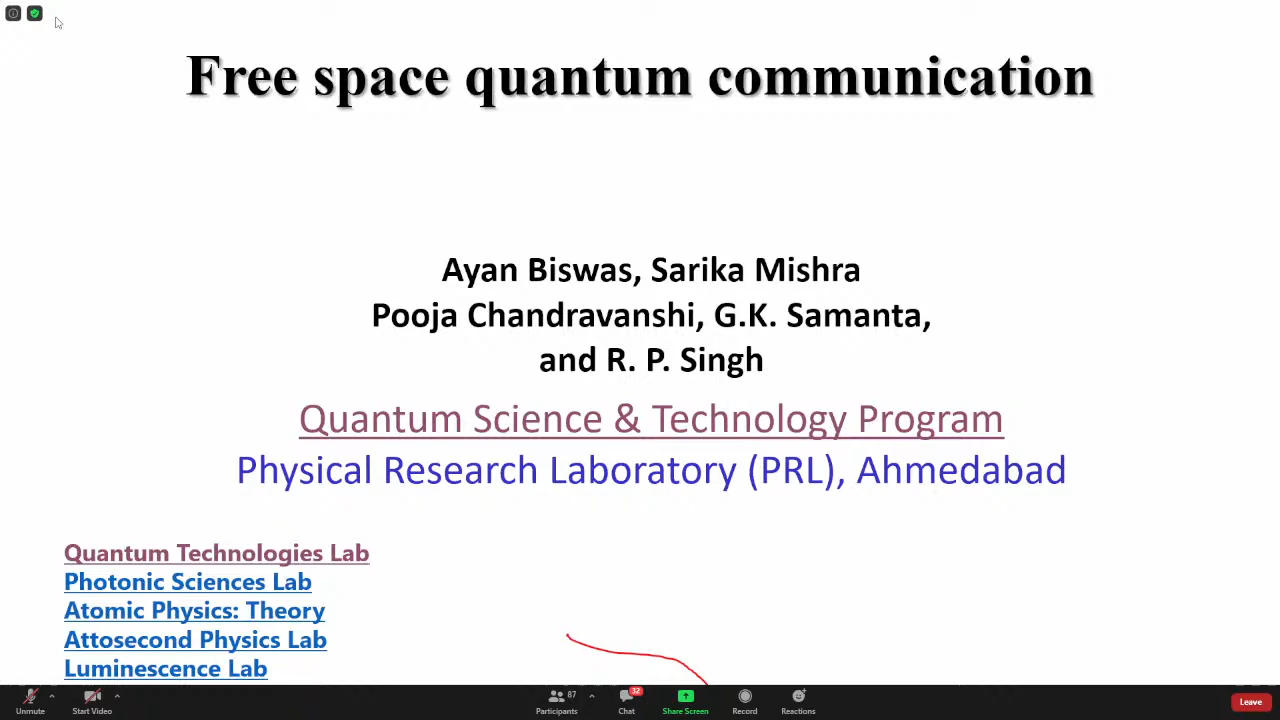 Free space quantum communication
Ayan Biswas, Sarika Mishra
Pooja Chandravanshi, G.K. Samanta,
and R. P. Singh
Quantum Science & Technology Program
Physical Research Laboratory (PRL), Ahmedabad
Quantum Technologies Lab
Photonic Sciences Lab
Atomic Physics: Theory
Attosecond Physics Lab
Luminescence Lab
Unmute
Start Video
87
Participants
32
Chat
Share Screen
Record
Reactions
Leave